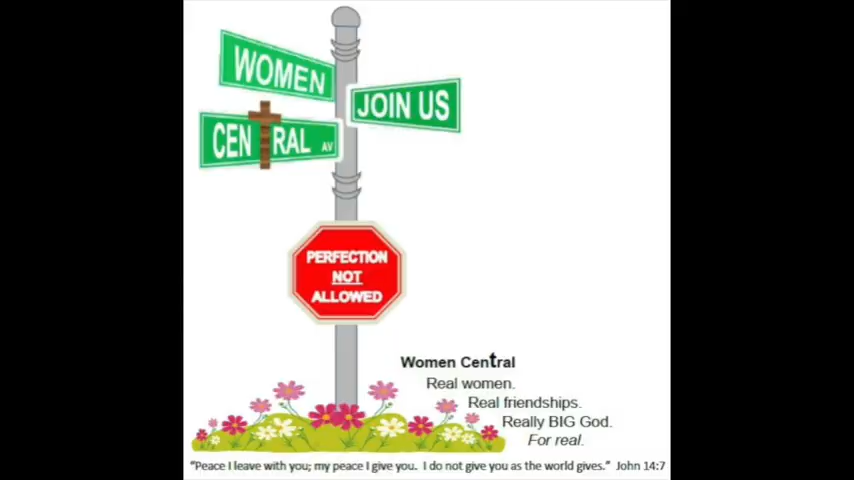 WOMEN
JOIN US
CENTRAL AV
PERFECTION
NOT
ALLOWED
Women Central
Real women.
Real friendships.
Really BIG God.
For real.
"Peace I leave with you; my peace I give you. I do not give you as the world gives." John 14:7